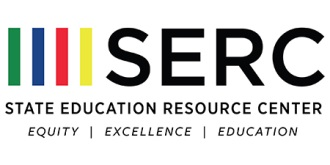 SERC
STATE EDUCATION RESOURCE CENTER
EQUITY | EXCELLENCE | EDUCATION